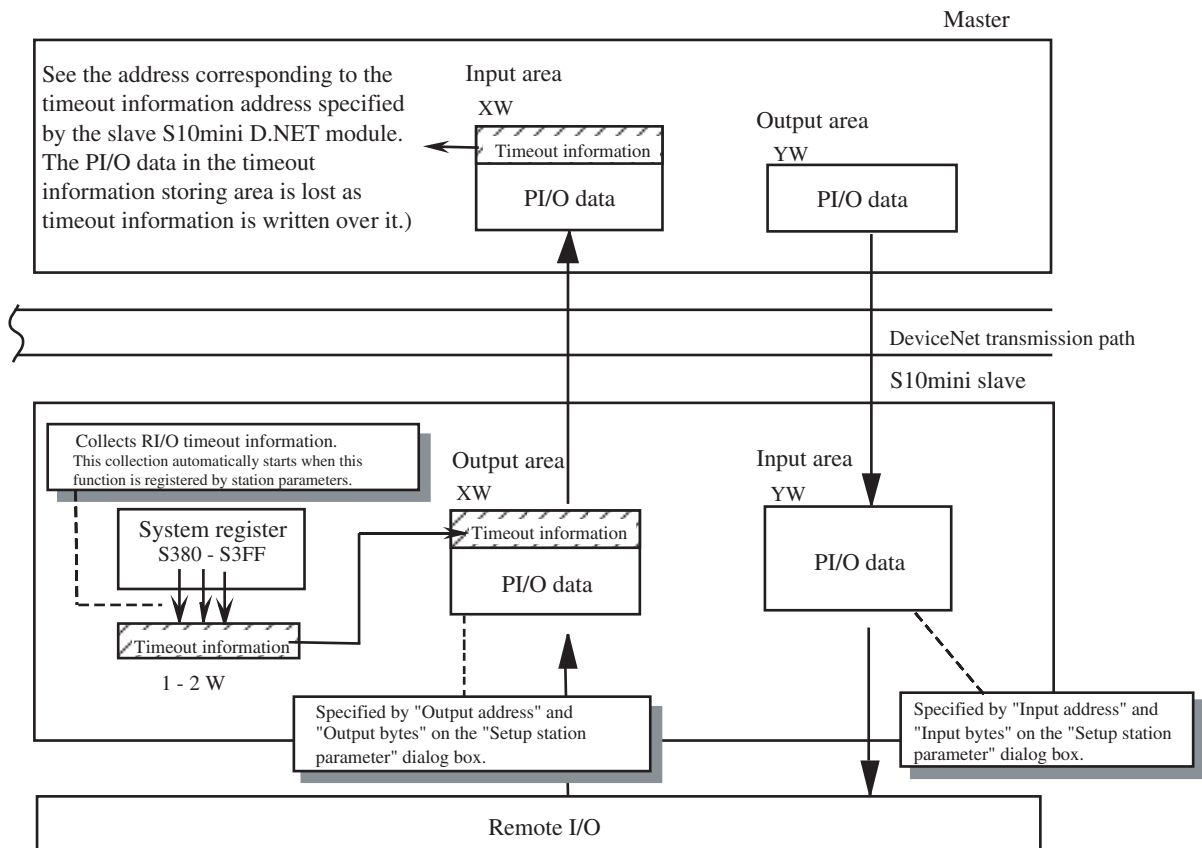 Master
See the address corresponding to the
timeout information address specified
by the slave S10mini D.NET module.
The PI/O data in the timeout
information storing area is lost as
timeout information is written over it.)
Input area
XW
Timeout information
PI/O data
Output area
YW
PI/O data
DeviceNet transmission path
S10mini slave
Collects RI/O timeout information.
This collection automatically starts when this
function is registered by station parameters.
System register
S380 - S3FF
Timeout information
1 - 2 W
Output area
XW
Timeout information
PI/O data
Input area
YW
PI/O data
Specified by "Output address" and
"Output bytes" on the "Setup station
parameter" dialog box.
Specified by "Input address" and
"Input bytes" on the "Setup station
parameter" dialog box.
Remote I/O